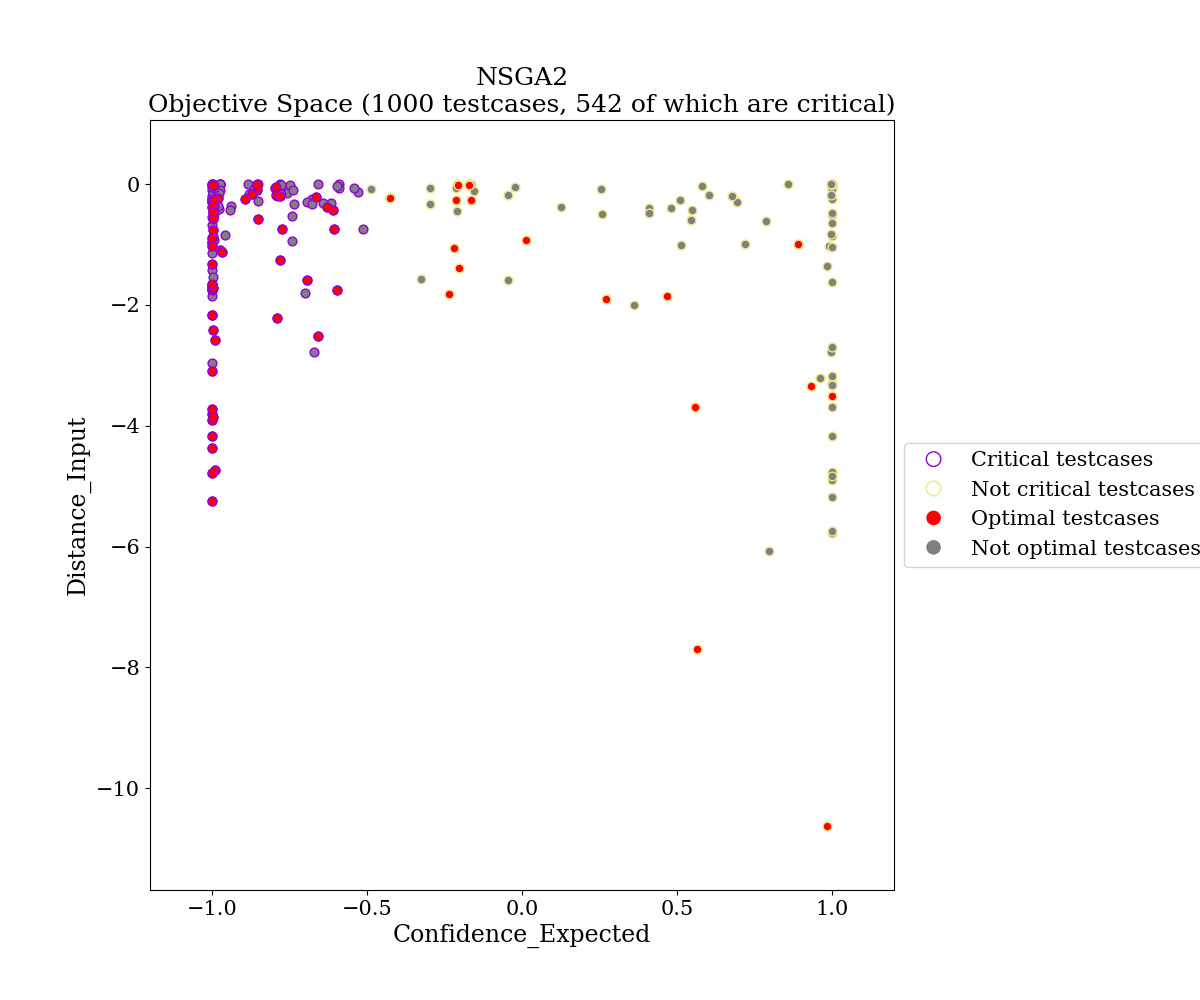 NSGA2
Objective Space (1000 testcases, 542 of which are critical)
0
−2
−4
−6
−8
−10
Distance_Input
−1.0
−0.5
0.0
0.5
1.0
Confidence_Expected
Critical testcases
Not critical testcases
Optimal testcases
Not optimal testcases